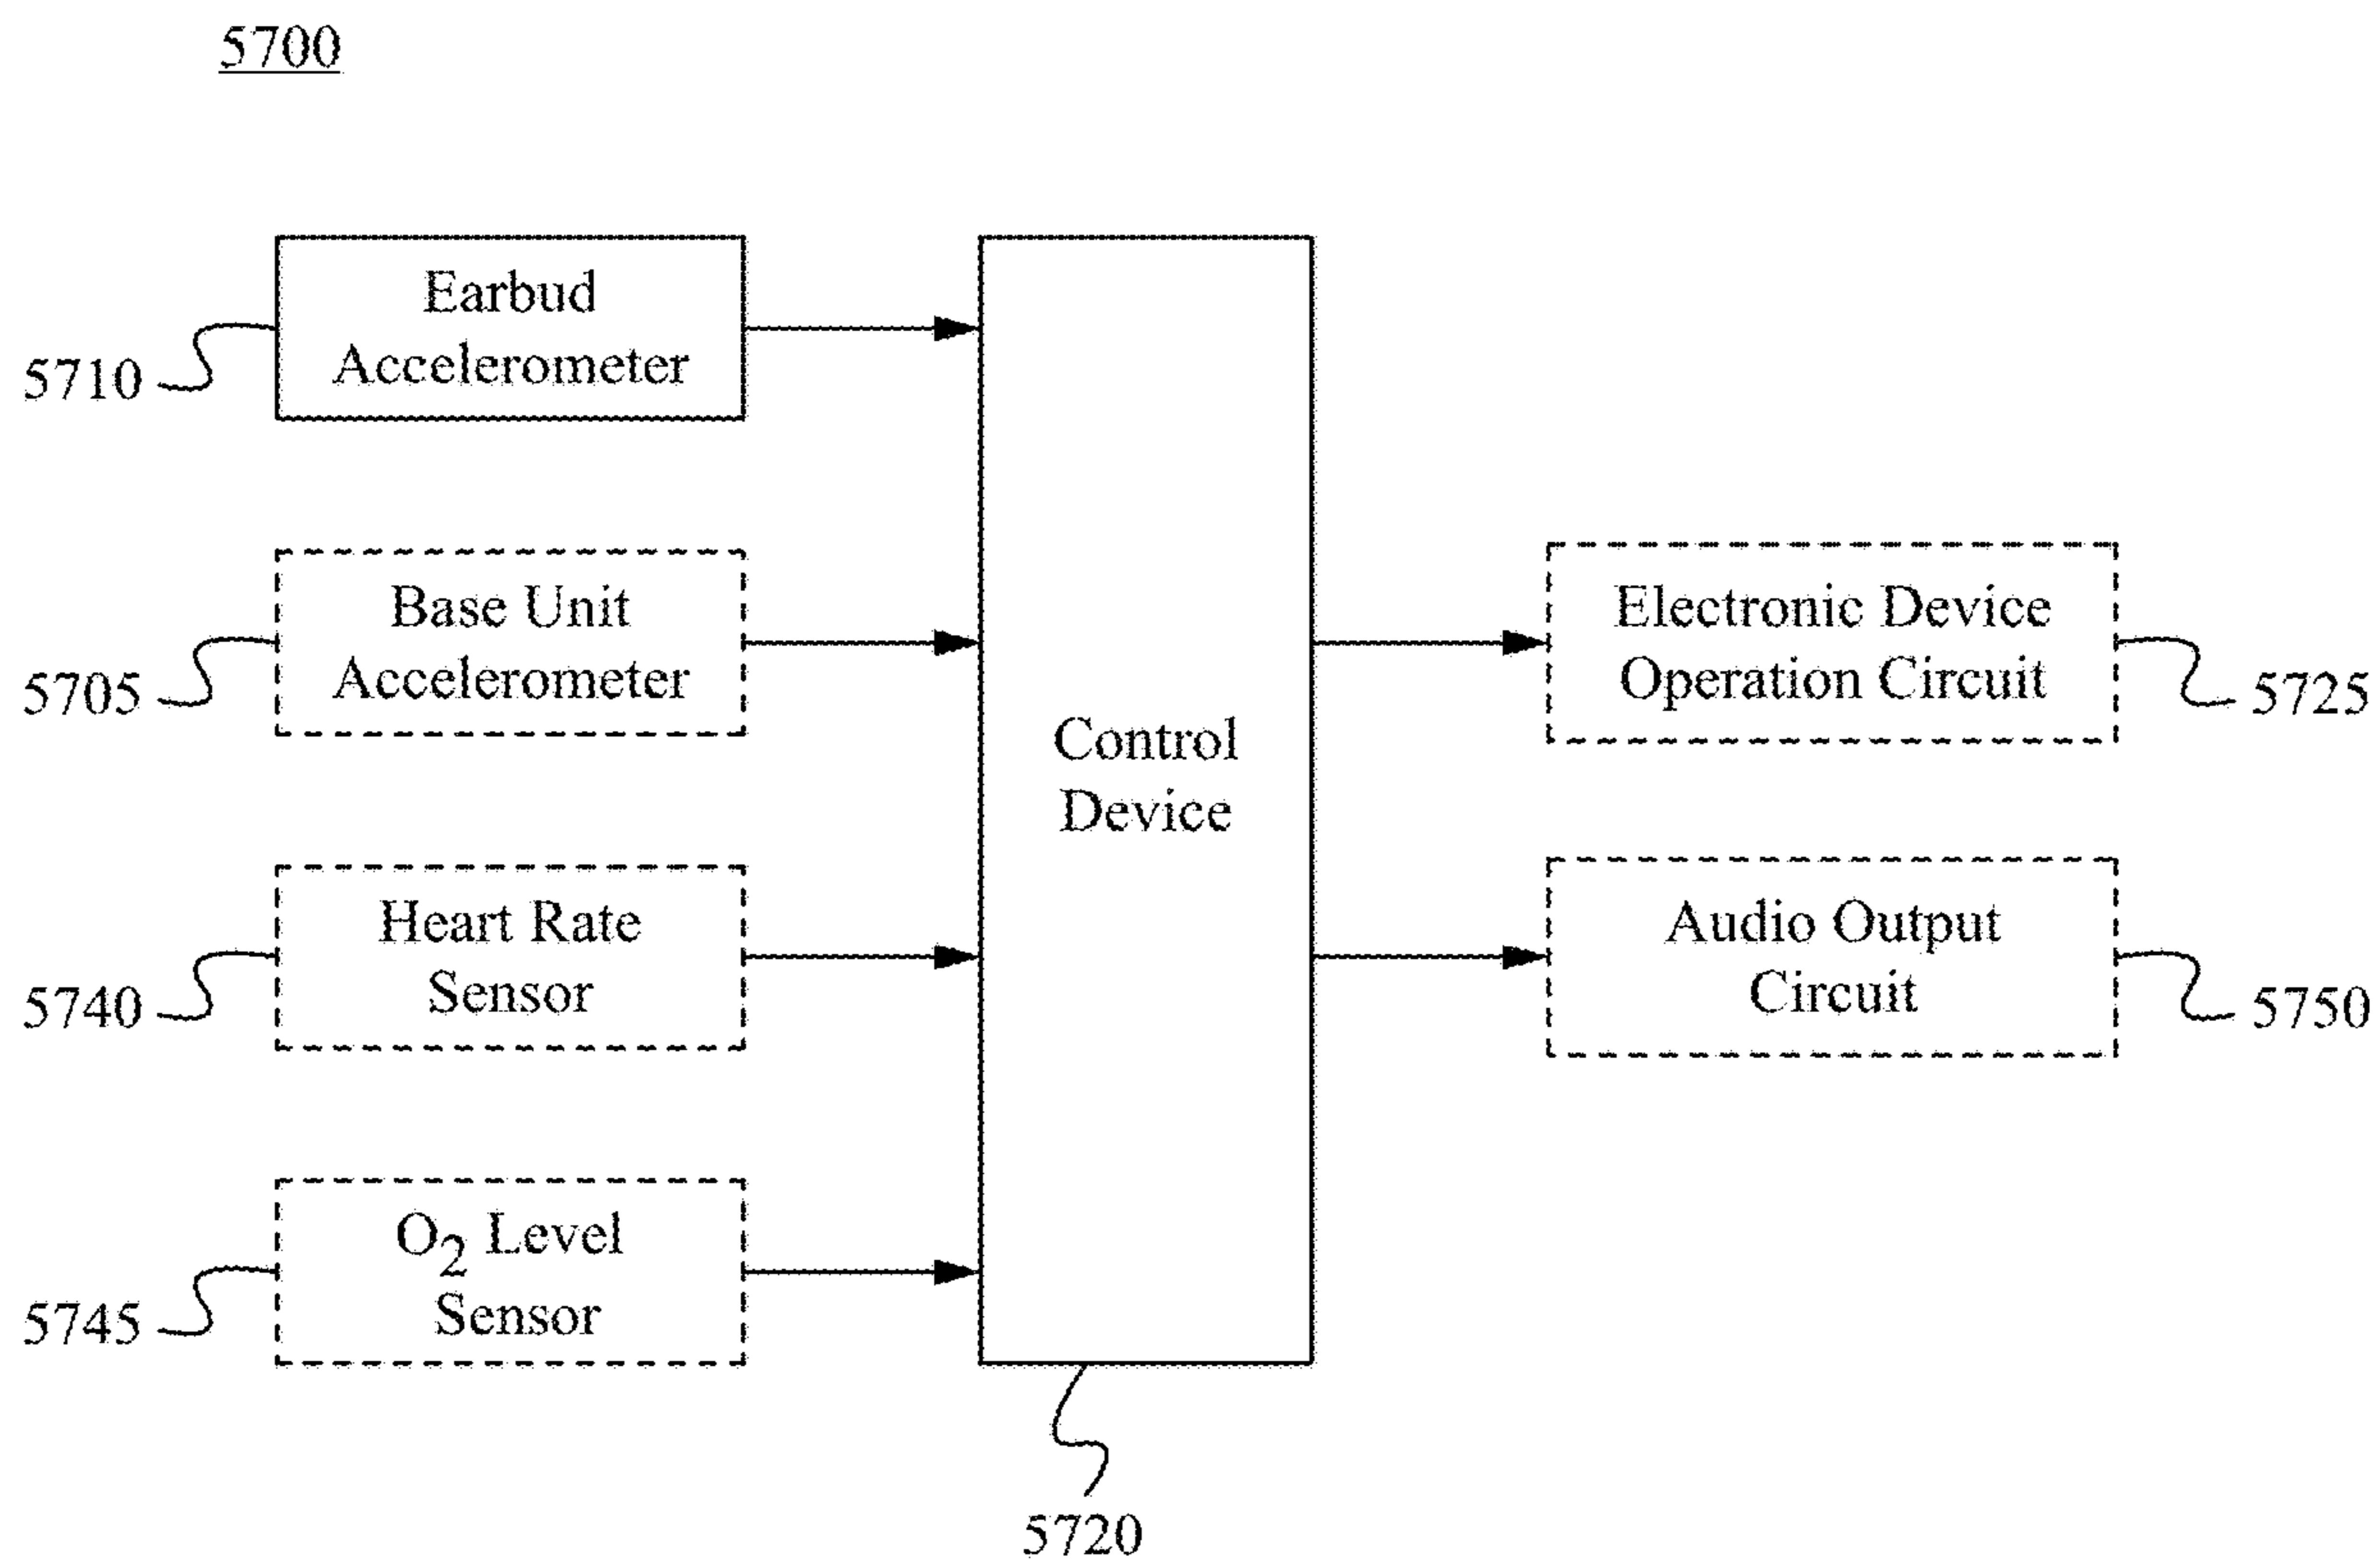 5700
Earbud
Accelerometer
5710
Base Unit
Accelerometer
5705
Heart Rate
Sensor
5740
O₂ Level
Sensor
5745
Control
Device
5720
Electronic Device
Operation Circuit
5725
Audio Output
Circuit
5750